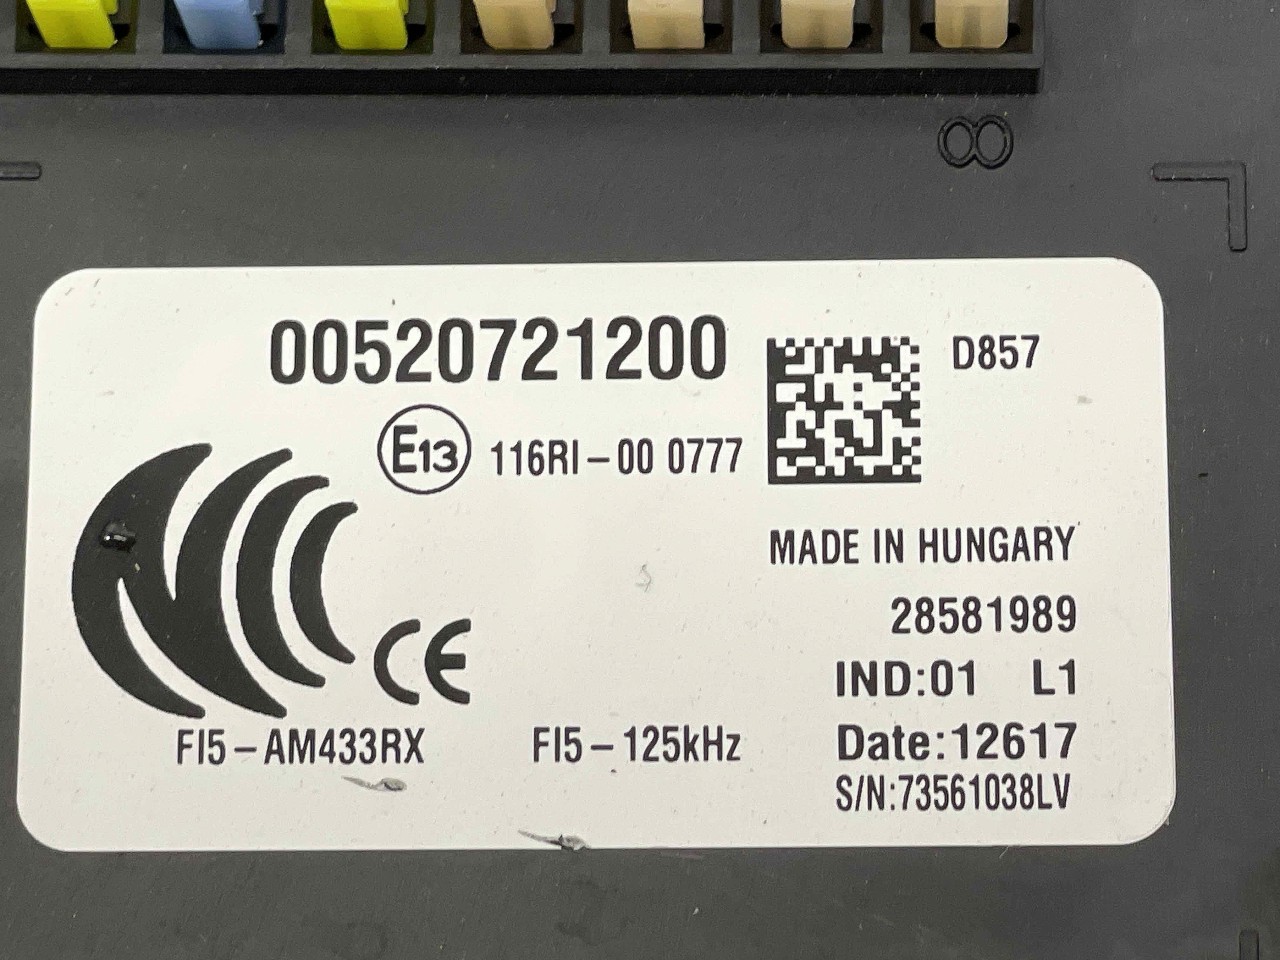 8
00520721200
D857
E13 116RI-00 0777
MADE IN HUNGARY
28581989
IND:01 L1
CE
FI5-AM433RX
FI5-125kHz
Date:12617
S/N:73561038LV